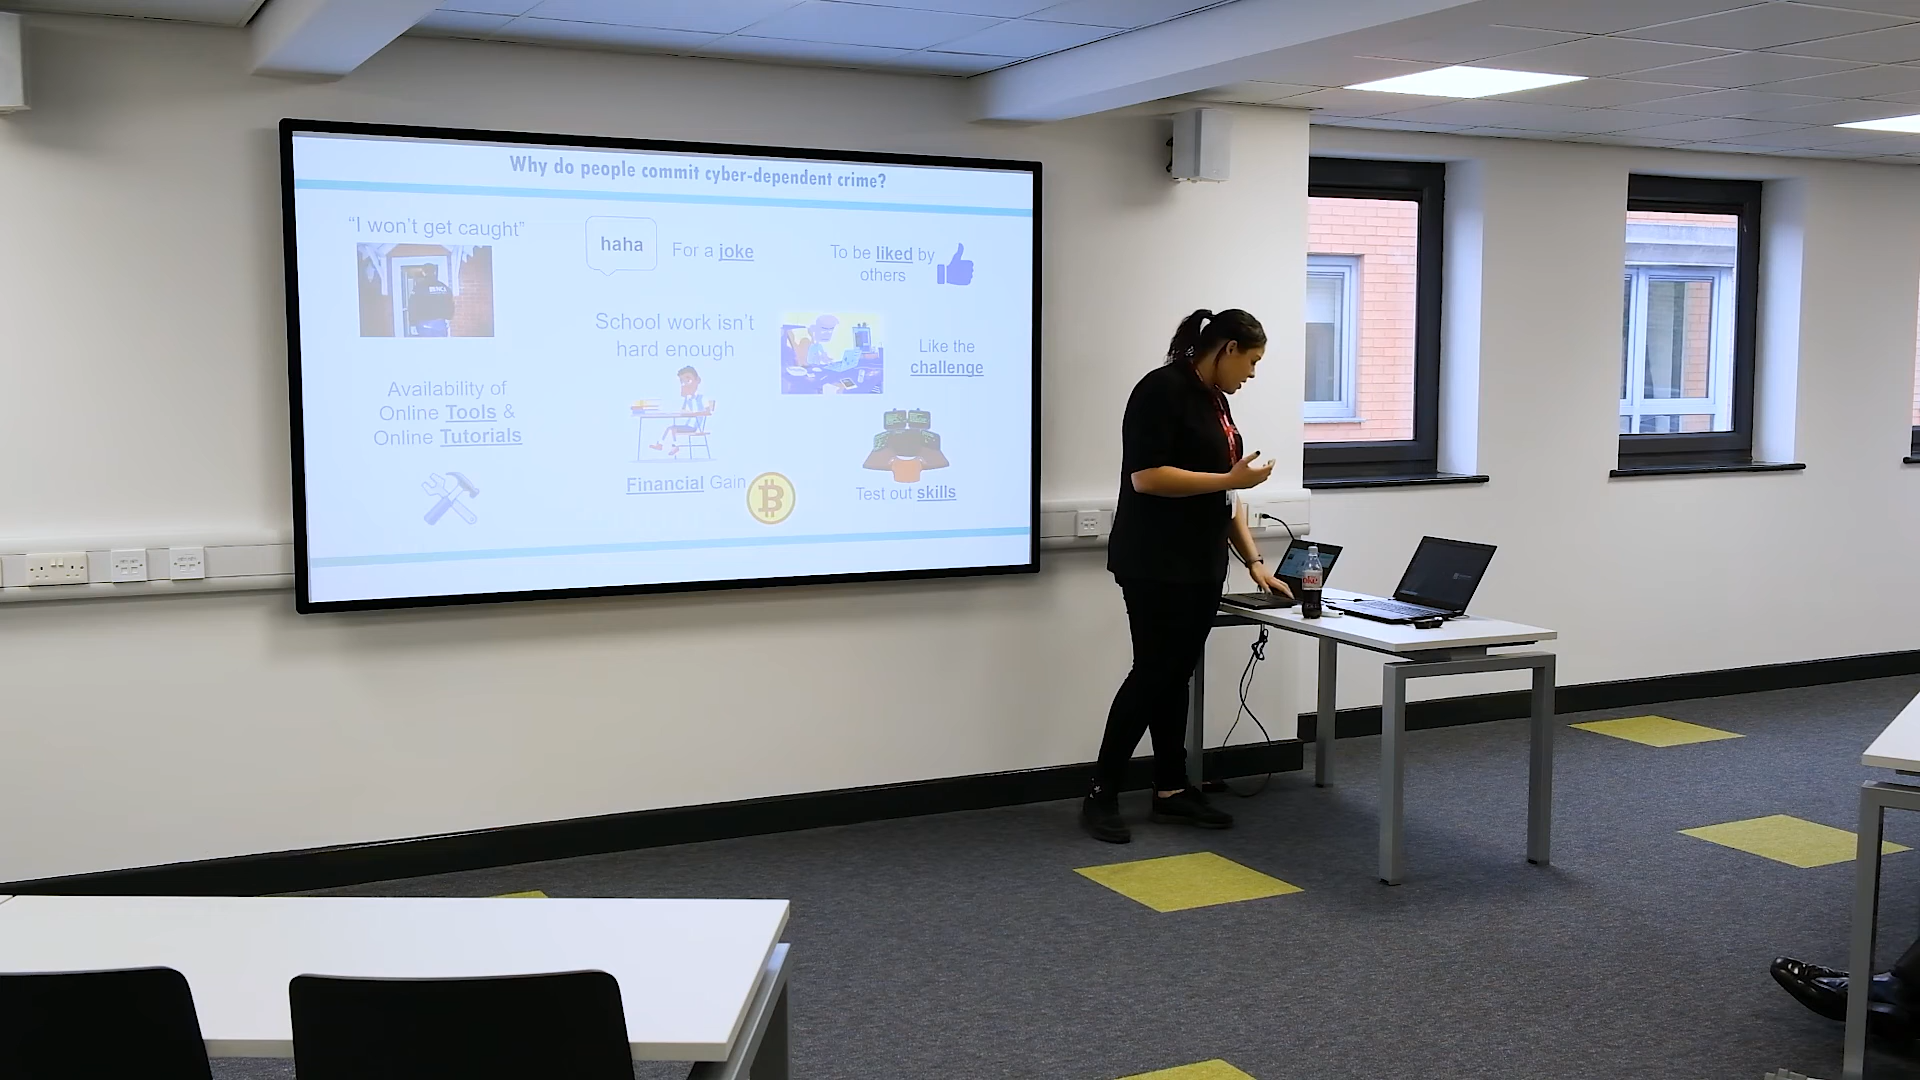 Why do people commit cyber-dependent crime?
“I won’t get caught”
haha
For a joke
To be liked by
others
School work isn’t
hard enough
Like the
challenge
Availability of
Online Tools &
Online Tutorials
Financial Gain
Test out skills